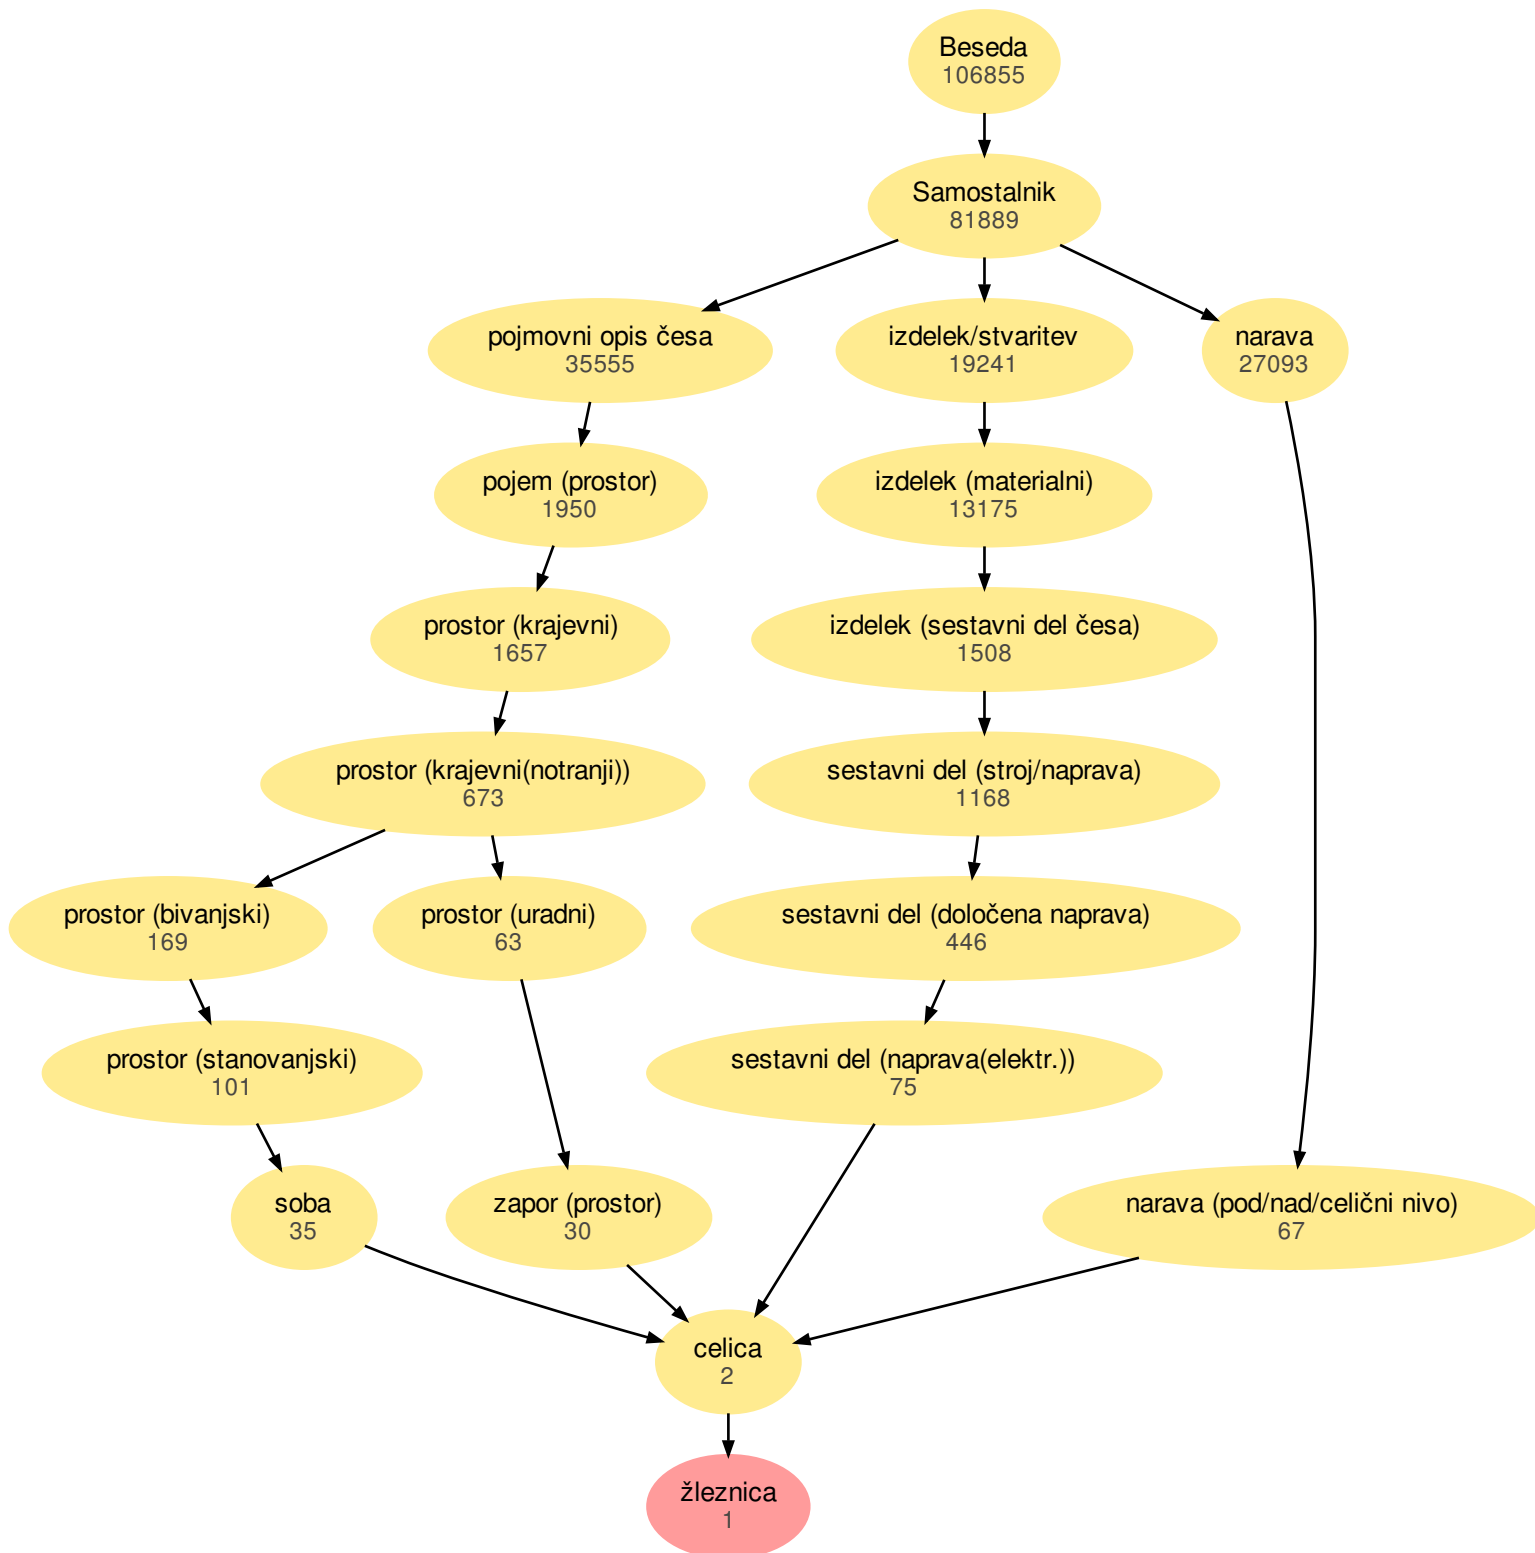 Beseda
106855
Samostalnik
81889
pojmovni opis česa
35555
izdelek/stvaritev
19241
narava
27093
pojem (prostor)
1950
izdelek (materialni)
13175
prostor (krajevni)
1657
izdelek (sestavni del česa)
1508
prostor (krajevni(notranji))
673
sestavni del (stroj/naprava)
1168
prostor (bivanjski)
169
prostor (uradni)
63
sestavni del (določena naprava)
446
prostor (stanovanjski)
101
sestavni del (naprava(elektr.))
75
soba
35
zapor (prostor)
30
narava (pod/nad/celični nivo)
67
celica
2
žleznica
1